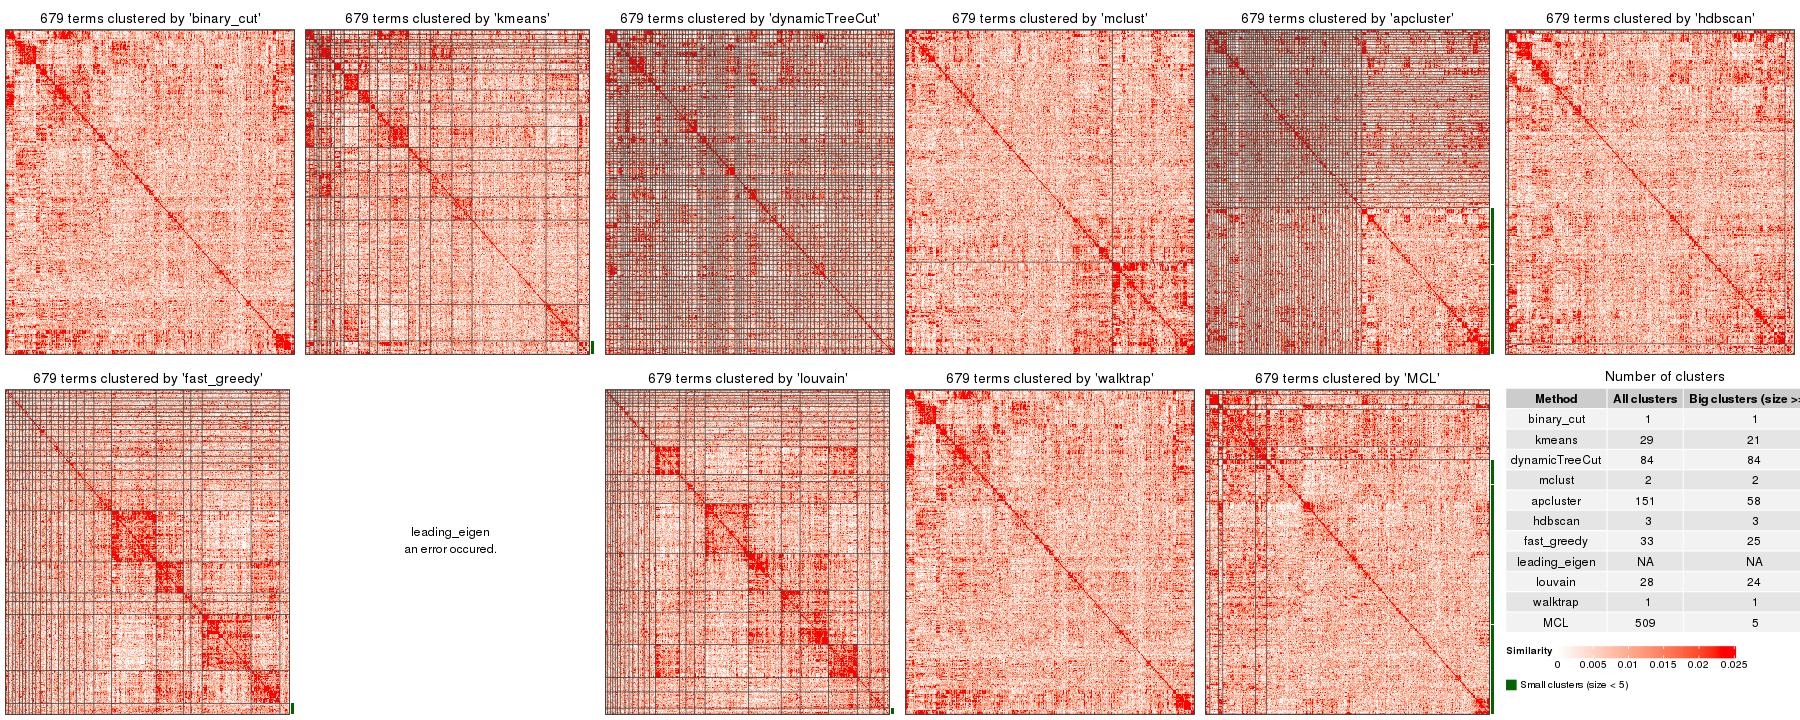 679 terms clustered by 'binary_cut'
679 terms clustered by 'kmeans'
679 terms clustered by 'dynamicTreeCut'
679 terms clustered by 'mclust'
679 terms clustered by 'apcluster'
679 terms clustered by 'hdbscan'
679 terms clustered by 'fast_greedy'
leading_eigen
an error occured.
679 terms clustered by 'louvain'
679 terms clustered by 'walktrap'
679 terms clustered by 'MCL'
Number of clusters
Method All clusters Big clusters (size >=
binary_cut 1 1
kmeans 29 21
dynamicTreeCut 84 84
mclust 2 2
apcluster 151 58
hdbscan 3 3
fast_greedy 33 25
leading_eigen NA NA
louvain 28 24
walktrap 1 1
MCL 509 5
Similarity
0 0.005 0.01 0.015 0.02 0.025
Small clusters (size < 5)